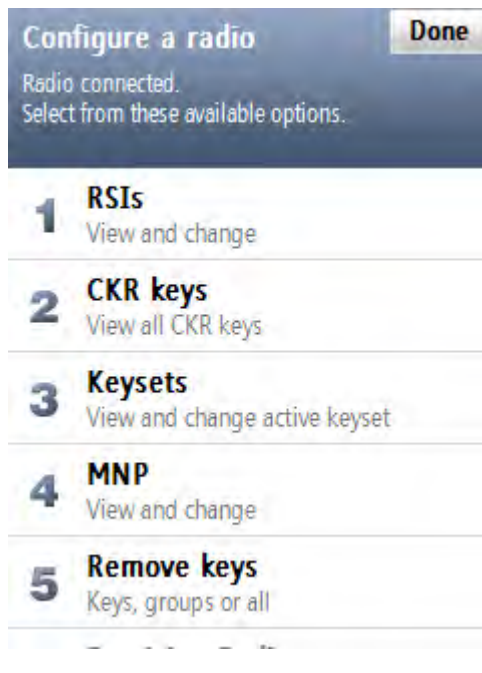 Configure a radio
Done
Radio connected.
Select from these available options.
1
RSIs
View and change
2
CKR keys
View all CKR keys
3
Keysets
View and change active keyset
4
MNP
View and change
5
Remove keys
Keys, groups or all